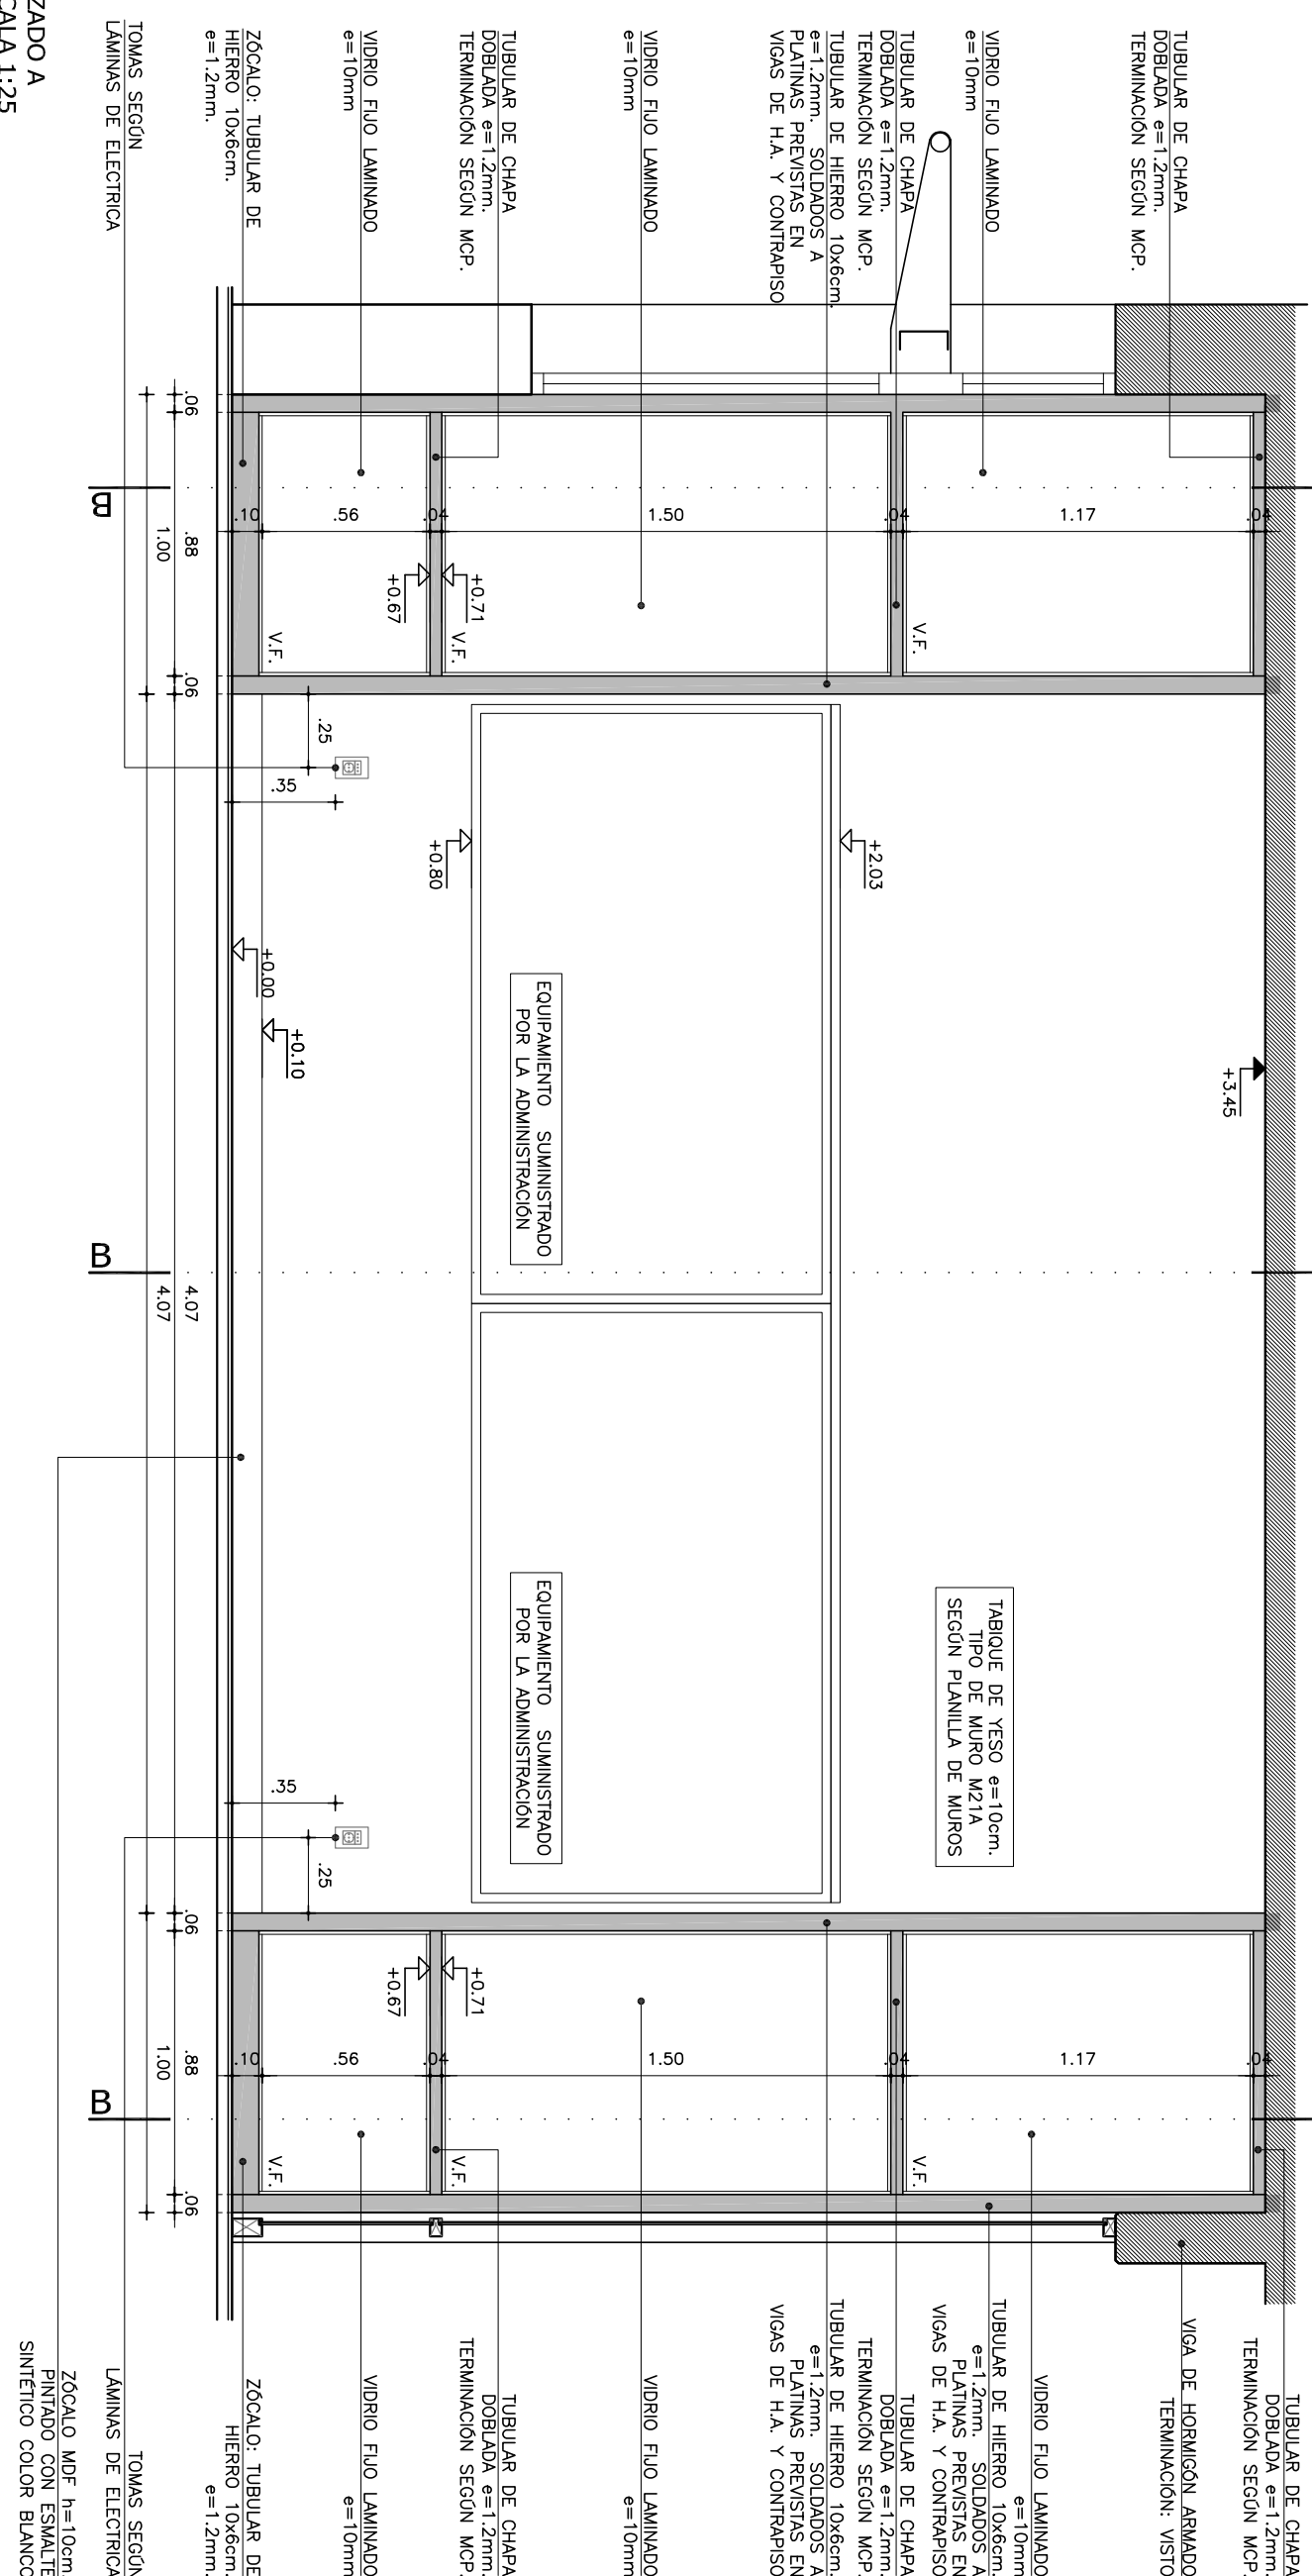 TUBULAR DE CHAPA
DOBLADA e=1.2mm.
TERMINACIÓN SEGÚN MCP.
VIDRIO FIJO LAMINADO
e=10mm
TUBULAR DE CHAPA
DOBLADA e=1.2mm.
TERMINACIÓN SEGÚN MCP.
TUBULAR DE HIERRO 10x6cm.
e=1.2mm. SOLDADOS A
PLATINAS PREVISTAS EN
VIGAS DE H.A. Y CONTRAPISO
VIDRIO FIJO LAMINADO
e=10mm
TUBULAR DE CHAPA
DOBLADA e=1.2mm.
TERMINACIÓN SEGÚN MCP.
VIDRIO FIJO LAMINADO
e=10mm
ZÓCALO: TUBULAR DE
HIERRO 10x6cm.
e=1.2mm.
TOMAS SEGÚN
LÁMINAS DE ELECTRICA
.04
1.17
.04
1.50
.04
.56
.10
V.F.
V.F.
V.F.
+0.71
+0.67
.06
.88
.06
1.00
B
.25
.35
+2.03
+0.80
+0.00
+0.10
+3.45
EQUIPAMIENTO SUMINISTRADO
POR LA ADMINISTRACIÓN
B
4.07
4.07
TABIQUE DE YESO e=10cm.
TIPO DE MURO M21A
SEGÚN PLANILLA DE MUROS
EQUIPAMIENTO SUMINISTRADO
POR LA ADMINISTRACIÓN
.35
.25
+0.71
+0.67
.04
1.17
.04
1.50
.04
.56
.10
V.F.
V.F.
V.F.
.06
.88
.06
1.00
B
TUBULAR DE CHAPA
DOBLADA e=1.2mm.
TERMINACIÓN SEGÚN MCP.
VIGA DE HORMIGÓN ARMADO
TERMINACIÓN: VISTO
VIDRIO FIJO LAMINADO
e=10mm
TUBULAR DE HIERRO 10x6cm.
e=1.2mm. SOLDADOS A
PLATINAS PREVISTAS EN
VIGAS DE H.A. Y CONTRAPISO
TUBULAR DE CHAPA
DOBLADA e=1.2mm.
TERMINACIÓN SEGÚN MCP.
TUBULAR DE HIERRO 10x6cm.
e=1.2mm. SOLDADOS A
PLATINAS PREVISTAS EN
VIGAS DE H.A. Y CONTRAPISO
VIDRIO FIJO LAMINADO
e=10mm
TUBULAR DE CHAPA
DOBLADA e=1.2mm.
TERMINACIÓN SEGÚN MCP.
VIDRIO FIJO LAMINADO
e=10mm
ZÓCALO: TUBULAR DE
HIERRO 10x6cm.
e=1.2mm.
TOMAS SEGÚN
LÁMINAS DE ELECTRICA
ZÓCALO MDF h=10cm
PINTADO CON ESMALTE
SINTÉTICO COLOR BLANCO
ZADO A
CALA 1:25